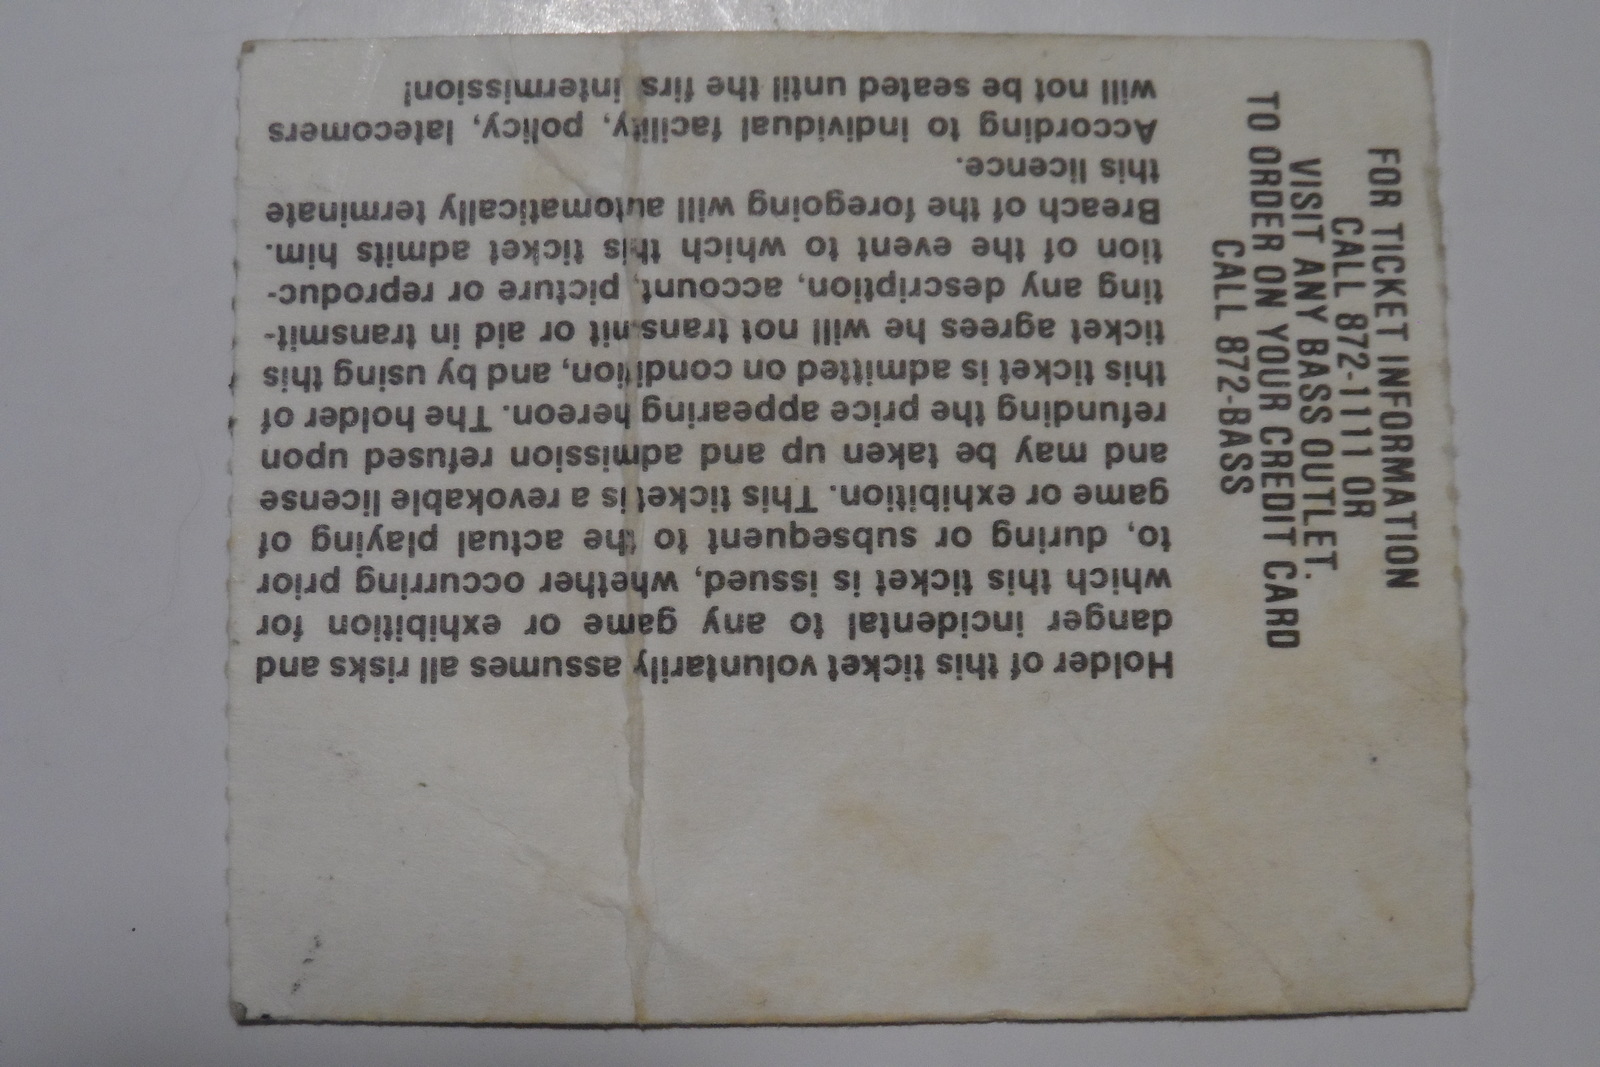 Holder of this ticket voluntarily assumes all risks and
danger incidental to any game or exhibition for
which this ticket is issued, whether occurring prior
to, during or subsequent to the actual playing of
game or exhibition. This ticket is a revokable license
and may be taken up and admission refused upon
refunding the price appearing hereon. The holder of
this ticket is admitted on condition, and by using this
ticket agrees he will not transmit or aid in transmit-
ting any description, account, picture or reproduc-
tion of the event to which this ticket admits him.
Breach of the foregoing will automatically terminate
this licence.
According to individual facility, policy, latecomers
will not be seated until the firs intermission!
FOR TICKET INFORMATION
CALL 872-1111 OR
VISIT ANY BASS OUTLET.
TO ORDER ON YOUR CREDIT CARD
CALL 872-BASS